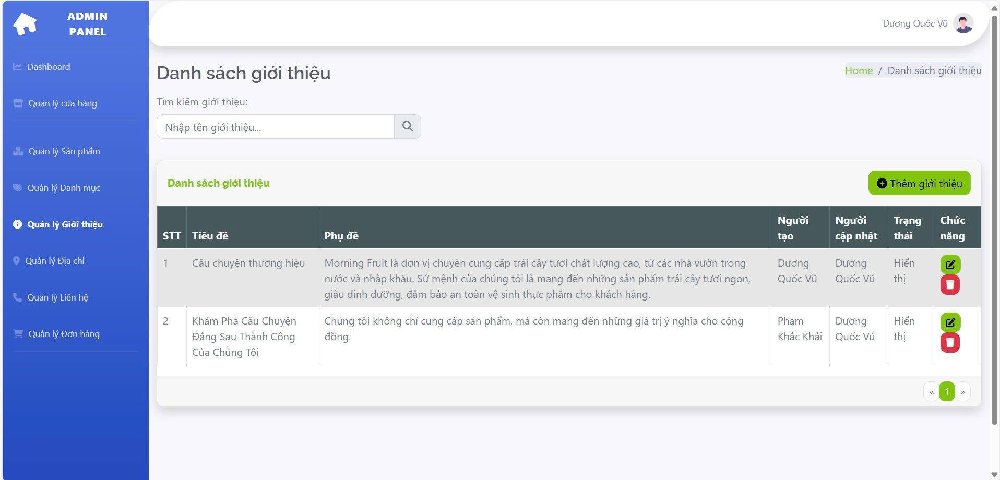 ADMIN
PANEL
Dashboard
Quản lý cửa hàng
Quản lý Sản phẩm
Quản lý Danh mục
Quản lý Giới thiệu
Quản lý Địa chỉ
Quản lý Liên hệ
Quản lý Đơn hàng
Dương Quốc Vũ
Danh sách giới thiệu
Home / Danh sách giới thiệu
Tìm kiếm giới thiệu:
Nhập tên giới thiệu...
Danh sách giới thiệu
Thêm giới thiệu
STT Tiêu đề Phụ đề Người tạo Người cập nhật Trạng thái Chức năng
1 Câu chuyện thương hiệu
Morning Fruit là đơn vị chuyên cung cấp trái cây tươi chất lượng cao, từ các nhà vườn trong
nước và nhập khẩu. Sứ mệnh của chúng tôi là mang đến những sản phẩm trái cây tươi ngon,
giàu dinh dưỡng, đảm bảo an toàn vệ sinh thực phẩm cho khách hàng.
Dương
Quốc Vũ
Dương
Quốc Vũ
Hiển
thị
2 Khám Phá Câu Chuyện
Đằng Sau Thành Công
Của Chúng Tôi
Chúng tôi không chỉ cung cấp sản phẩm, mà còn mang đến những giá trị ý nghĩa cho cộng
đồng.
Phạm
Khắc Khải
Dương
Quốc Vũ
Hiển
thị
« 1 »